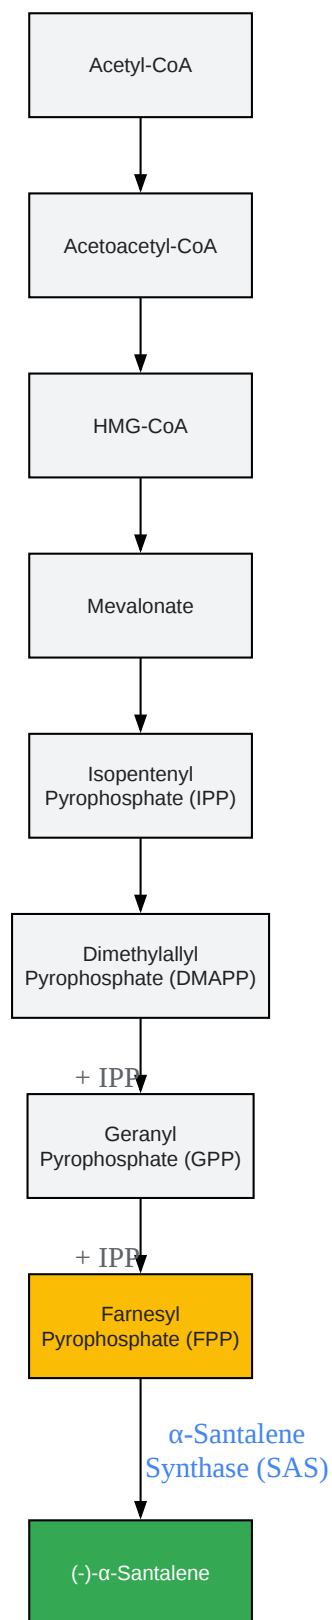 Acetyl-CoA
Acetoacetyl-CoA
HMG-CoA
Mevalonate
Isopentenyl
Pyrophosphate (IPP)
Dimethylallyl
Pyrophosphate (DMAPP)
+ IPP
Geranyl
Pyrophosphate (GPP)
+ IPP
Farnesyl
Pyrophosphate (FPP)
α-Santalene
Synthase (SAS)
(-)-α-Santalene